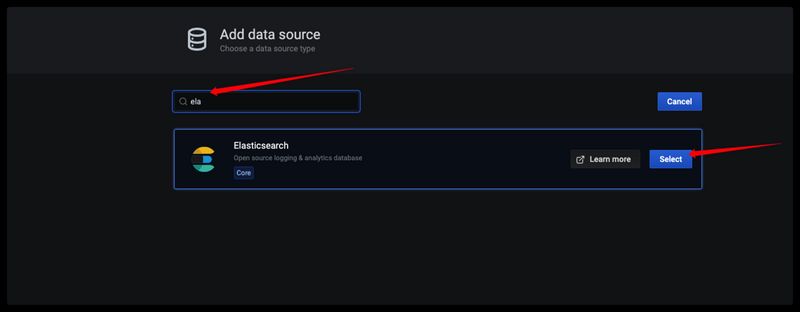 Add data source
Choose a data source type
ela
Cancel
Elasticsearch
Open source logging & analytics database
Core
Learn more
Select